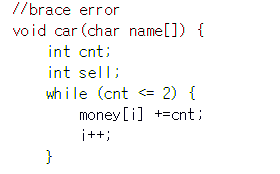 //brace error
void car(char name[]) {
    int cnt;
    int sell;
    while (cnt <= 2) {
        money[i] +=cnt;
        i++;
    }